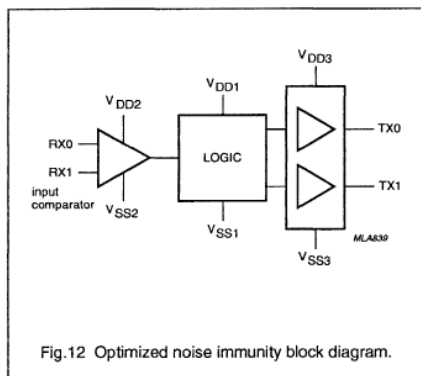 VDD3
VDD2
VDD1
RX0
RX1
LOGIC
TX0
TX1
input
comparator
VSS2
VSS1
MLA839
VSS3
Fig.12 Optimized noise immunity block diagram.